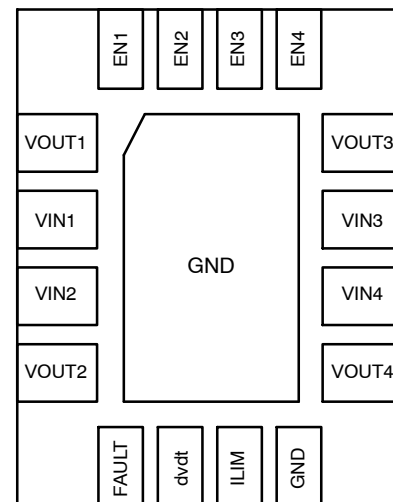 EN1
EN2
EN3
EN4
VOUT1
VOUT3
VIN1
VIN3
GND
VIN2
VIN4
VOUT2
VOUT4
FAULT
dvdt
ILIM
GND